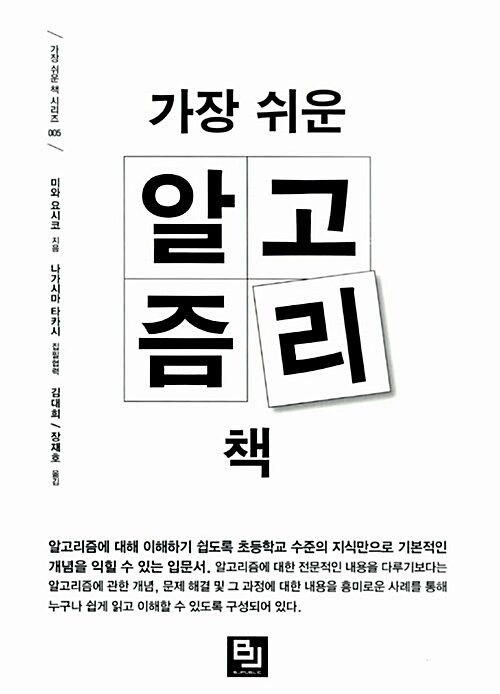 가장 쉬운 책 시리즈 005
미와 요시코 지음 나가시마 타카시 집필협력 김대희 / 장재호 옮김
가장 쉬운
알고
즘리
책
알고리즘에 대해 이해하기 쉽도록 초등학교 수준의 지식만으로 기본적인
개념을 익힐 수 있는 입문서. 알고리즘에 대한 전문적인 내용을 다루기보다는
알고리즘에 관한 개념, 문제 해결 및 그 과정에 대한 내용을 흥미로운 사례를 통해
누구나 쉽게 읽고 이해할 수 있도록 구성되어 있다.
BJ
BJPUBLIC